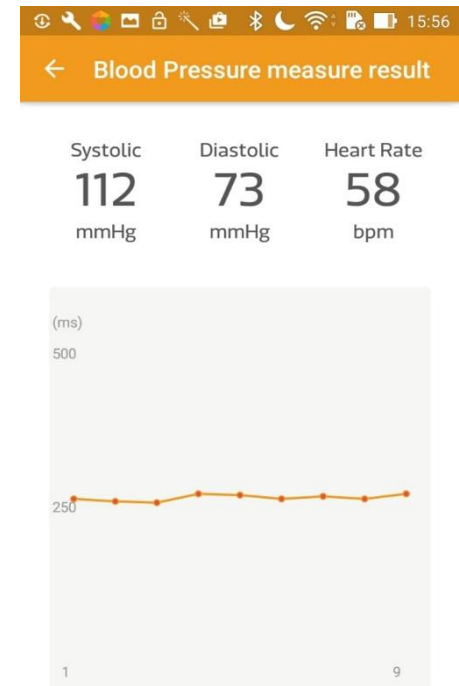 15:56
Blood Pressure measure result
Systolic Diastolic Heart Rate
112 73 58
mmHg mmHg bpm
(ms)
500
250
1 9